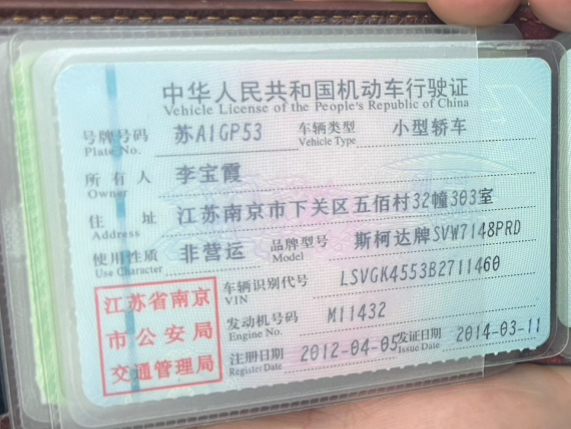 中华人民共和国机动车行驶证
Vehicle License of the People's Republic of China
号牌号码 苏A1GP53 车辆类型 小型轿车
Plate No. Vehicle Type
所有人 李宝霞
Owner
住址 江苏南京市下关区五佰村32幢303室
Address
使用性质 非营运 品牌型号 斯柯达牌SVW7148PRD
Use Character Model
江苏省南京市公安局交通管理局
车辆识别代号 LSVGK4553B2711460
VIN
发动机号码 M11432
Engine No.
注册日期 2012-04-05 发证日期 2014-03-11
Register Date Issue Date